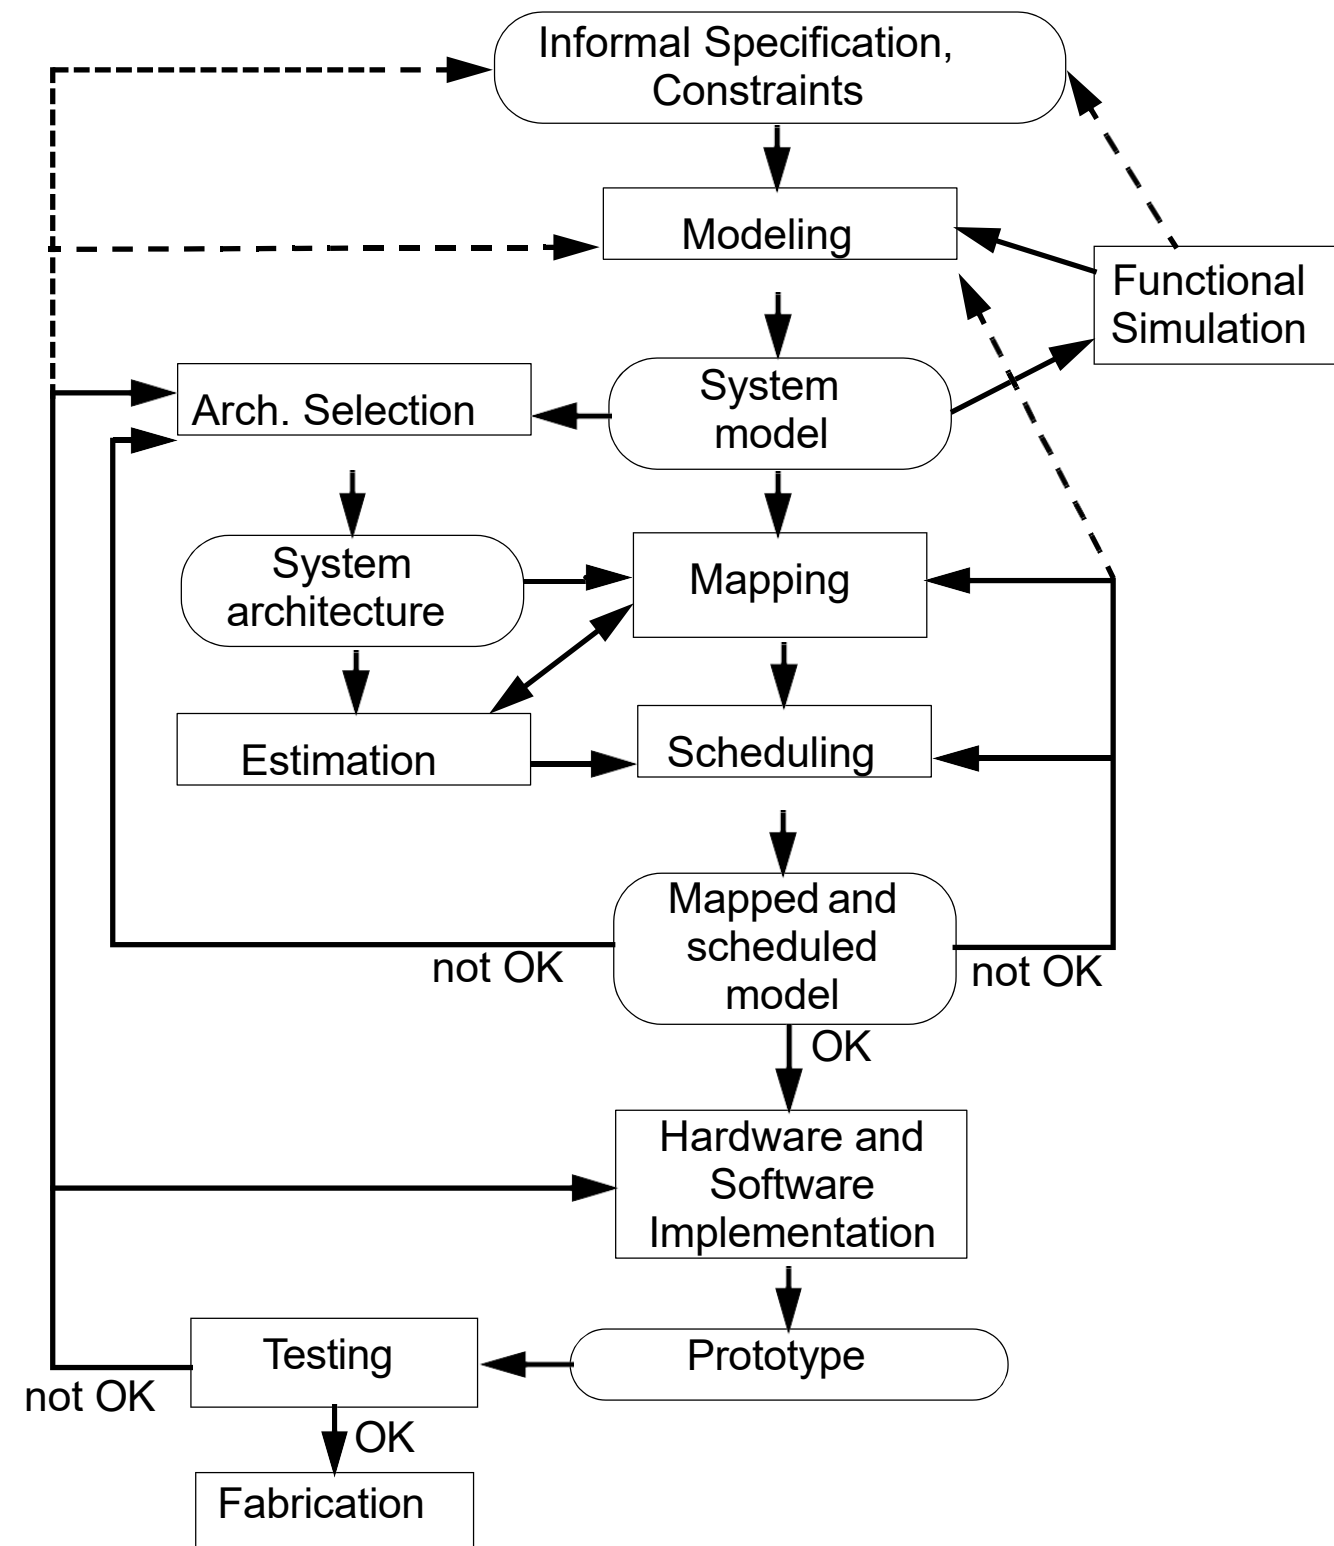 Informal Specification,
Constraints
Modeling
Functional
Simulation
System
model
Arch. Selection
System
architecture
Mapping
Estimation
Scheduling
Mapped and
scheduled
model
not OK
not OK
OK
Hardware and
Software
Implementation
Testing
Prototype
not OK
OK
Fabrication